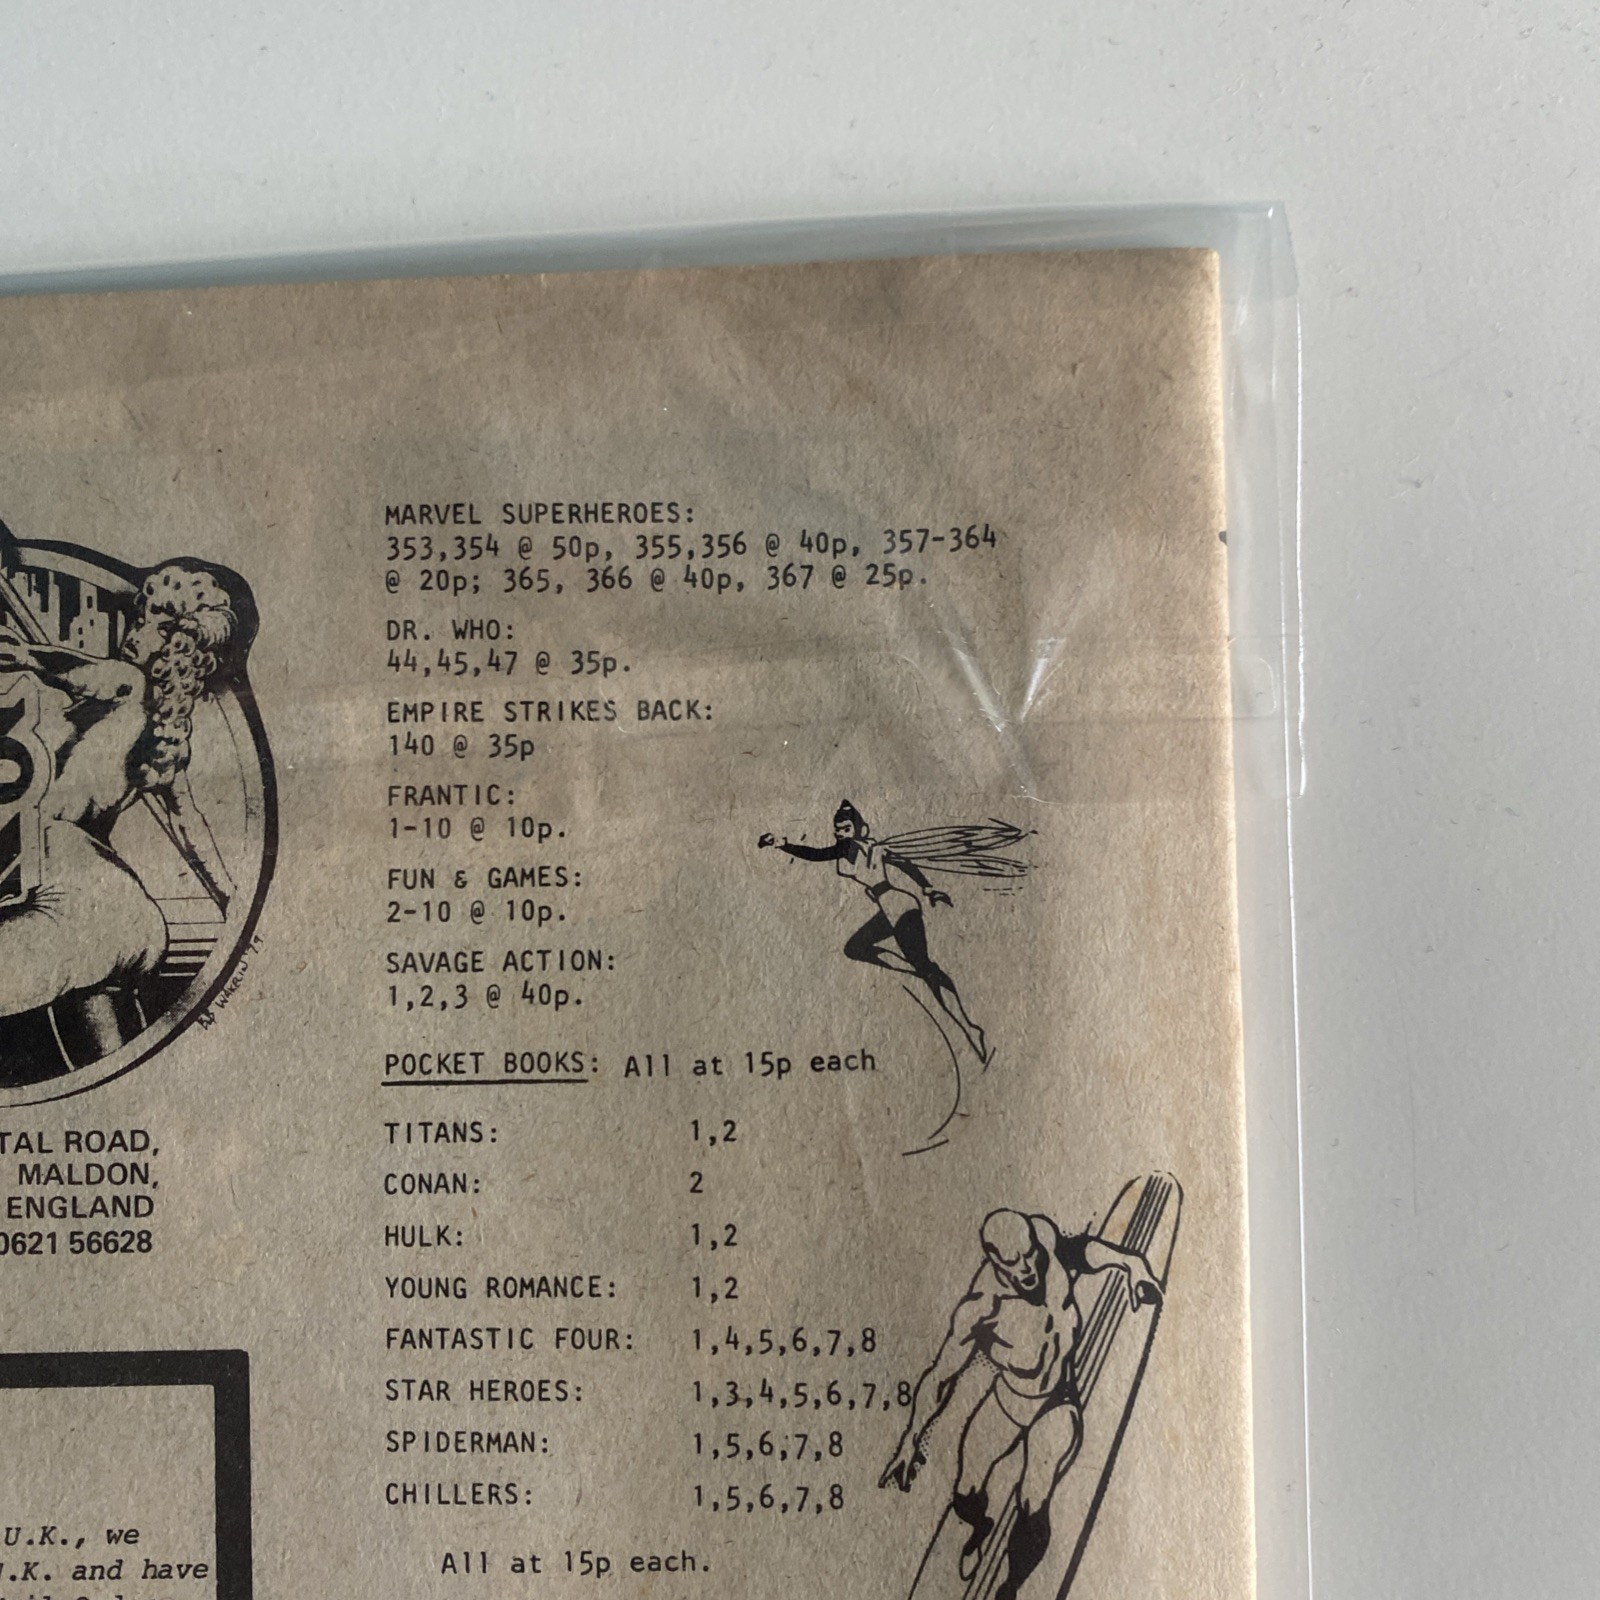 MARVEL SUPERHEROES:
353,354 @ 50p, 355,356 @ 40p, 357-364
@ 20p; 365, 366 @ 40p, 367 @ 25p.
DR. WHO:
44,45,47 @ 35p.
EMPIRE STRIKES BACK:
140 @ 35p
FRANTIC:
1-10 @ 10p.
FUN & GAMES:
2-10 @ 10p.
SAVAGE ACTION:
1,2,3 @ 40p.
POCKET BOOKS: All at 15p each
TITANS: 1,2
CONAN: 2
HULK: 1,2
YOUNG ROMANCE: 1,2
FANTASTIC FOUR: 1,4,5,6,7,8
STAR HEROES: 1,3,4,5,6,7,8
SPIDERMAN: 1,5,6,7,8
CHILLERS: 1,5,6,7,8
All at 15p each.
TAL ROAD,
MALDON,
ENGLAND
0621 56628
U.K., we
.K. and have